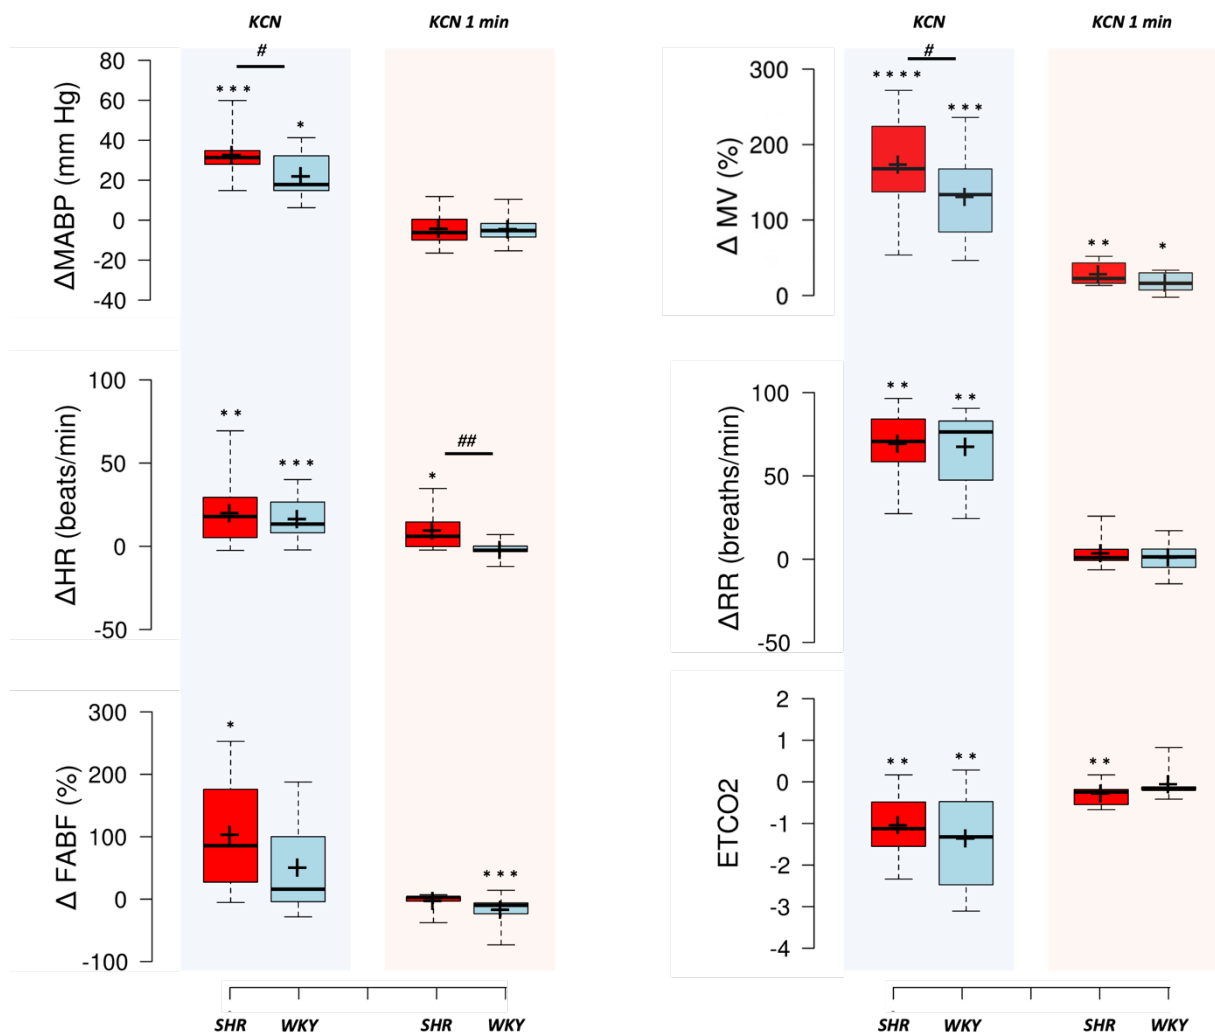 KCN
KCN 1 min
KCN
KCN 1 min
ΔMABP (mm Hg)
80
60
40
20
0
-20
-40
#
* * *
*
Δ MV (%)
300
200
100
0
#
* * * *
* * *
* *
*
ΔHR (beats/min)
100
50
0
-50
* *
* * *
*
##
ΔRR (breaths/min)
100
50
0
-50
* *
* *
Δ FABF (%)
300
200
100
0
-100
*
* * *
ETCO2
2
1
0
-1
-2
-3
-4
* *
* *
* *
SHR
WKY
SHR
WKY
SHR
WKY
SHR
WKY